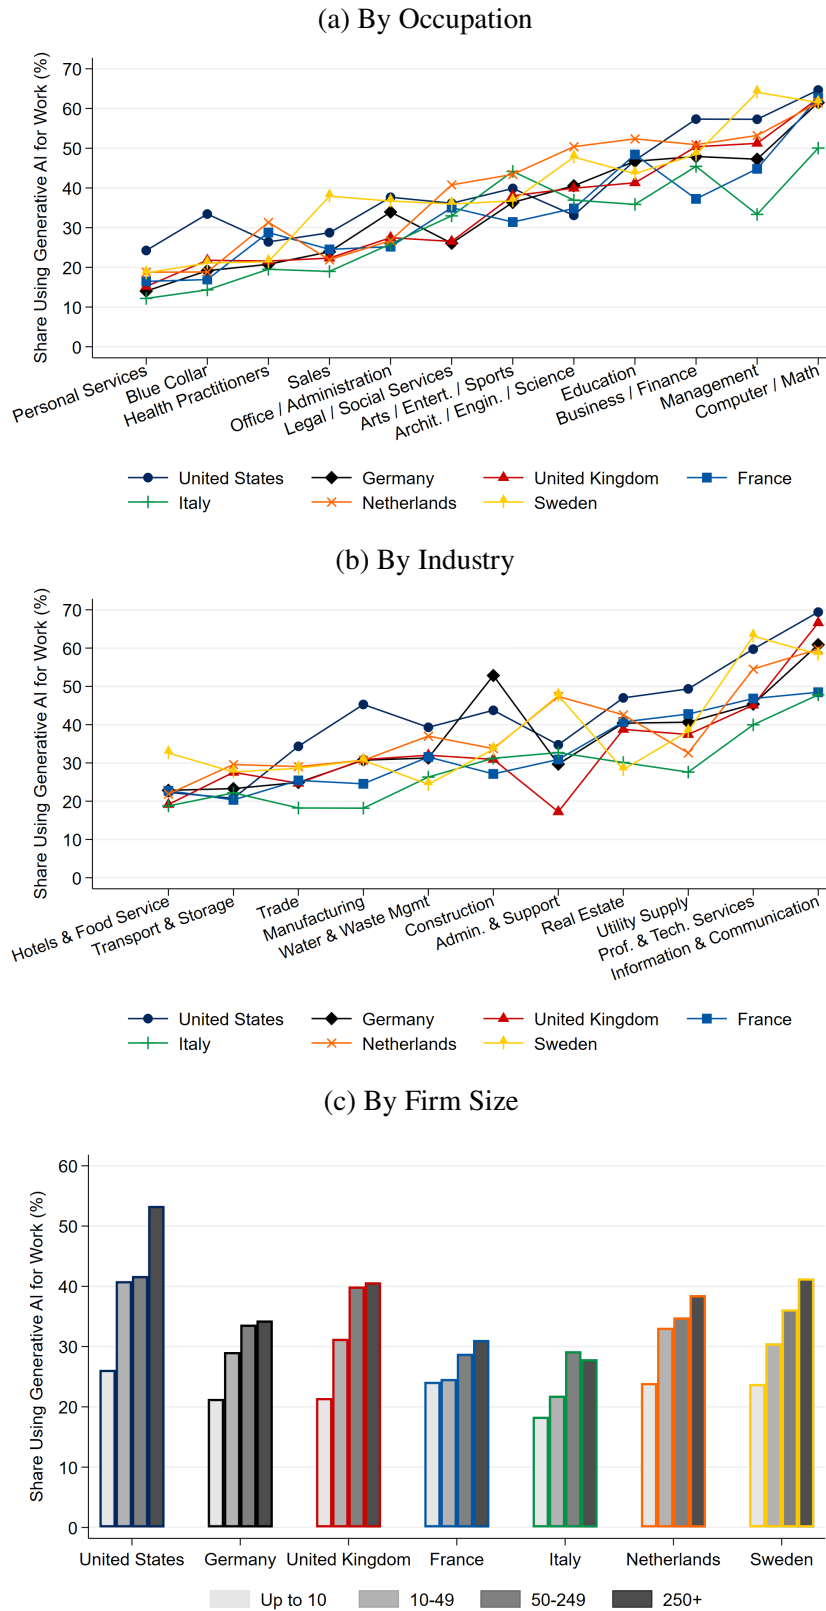 (a) By Occupation
Share Using Generative AI for Work (%)
70
60
50
40
30
20
10
0
Personal Services
Blue Collar
Health Practitioners
Sales
Office / Administration
Legal / Social Services
Arts / Entert. / Sports
Archit. / Engin. / Science
Education
Business / Finance
Management
Computer / Math
United States
Germany
United Kingdom
France
Italy
Netherlands
Sweden
(b) By Industry
Share Using Generative AI for Work (%)
70
60
50
40
30
20
10
0
Hotels & Food Service
Transport & Storage
Trade
Manufacturing
Water & Waste Mgmt
Construction
Admin. & Support
Real Estate
Utility Supply
Prof. & Tech. Services
Information & Communication
United States
Germany
United Kingdom
France
Italy
Netherlands
Sweden
(c) By Firm Size
Share Using Generative AI for Work (%)
60
50
40
30
20
10
0
United States
Germany
United Kingdom
France
Italy
Netherlands
Sweden
Up to 10
10-49
50-249
250+